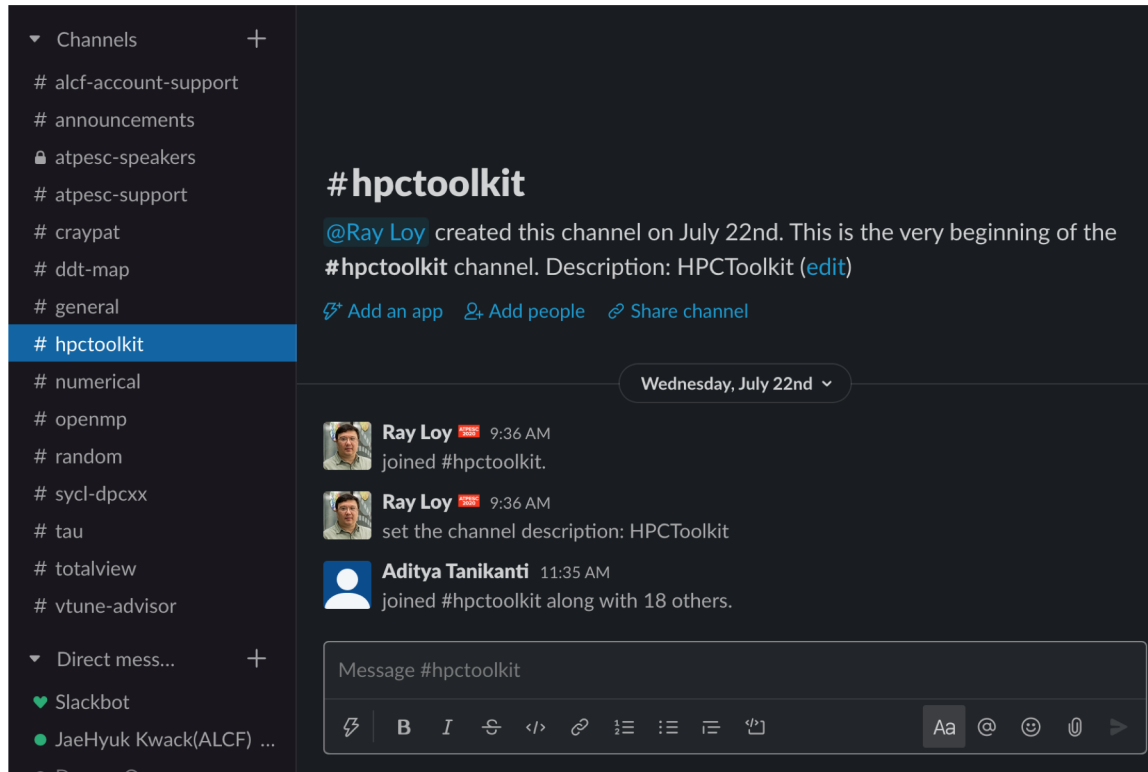 Channels
# alcf-account-support
# announcements
atpesc-speakers
# atpesc-support
# craypat
# ddt-map
# general
# hpctoolkit
# numerical
# openmp
# random
# sycl-dpcxx
# tau
# totalview
# vtune-advisor
Direct mess...
Slackbot
JaeHyuk Kwack(ALCF) ...
#hpctoolkit
@Ray Loy created this channel on July 22nd. This is the very beginning of the
#hpctoolkit channel. Description: HPCToolkit (edit)
Add an app Add people Share channel
Wednesday, July 22nd
Ray Loy ATPESC 2020 9:36 AM
joined #hpctoolkit.
Ray Loy ATPESC 2020 9:36 AM
set the channel description: HPCToolkit
Aditya Tanikanti 11:35 AM
joined #hpctoolkit along with 18 others.
Message #hpctoolkit
B I S </> Aa @